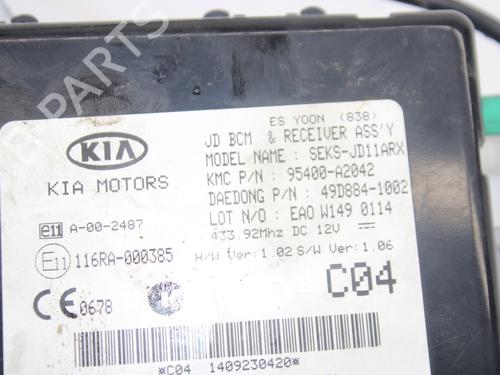 ES YOON (838)
JD BCM & RECEIVER ASS'Y
MODEL NAME : SEKS-JD11ARX
KMC P/N : 95400-A2042
DAEDONG P/N : 49D884-1002
LOT N/O : EAO W149 0114
433.92Mhz DC 12V
H/W Ver:1.02 S/W Ver:1.06
KIA
KIA MOTORS
e11 A-00-2487
E11 116RA-000385
CE 0678
C04
*C04 1409230420*
B PARTS